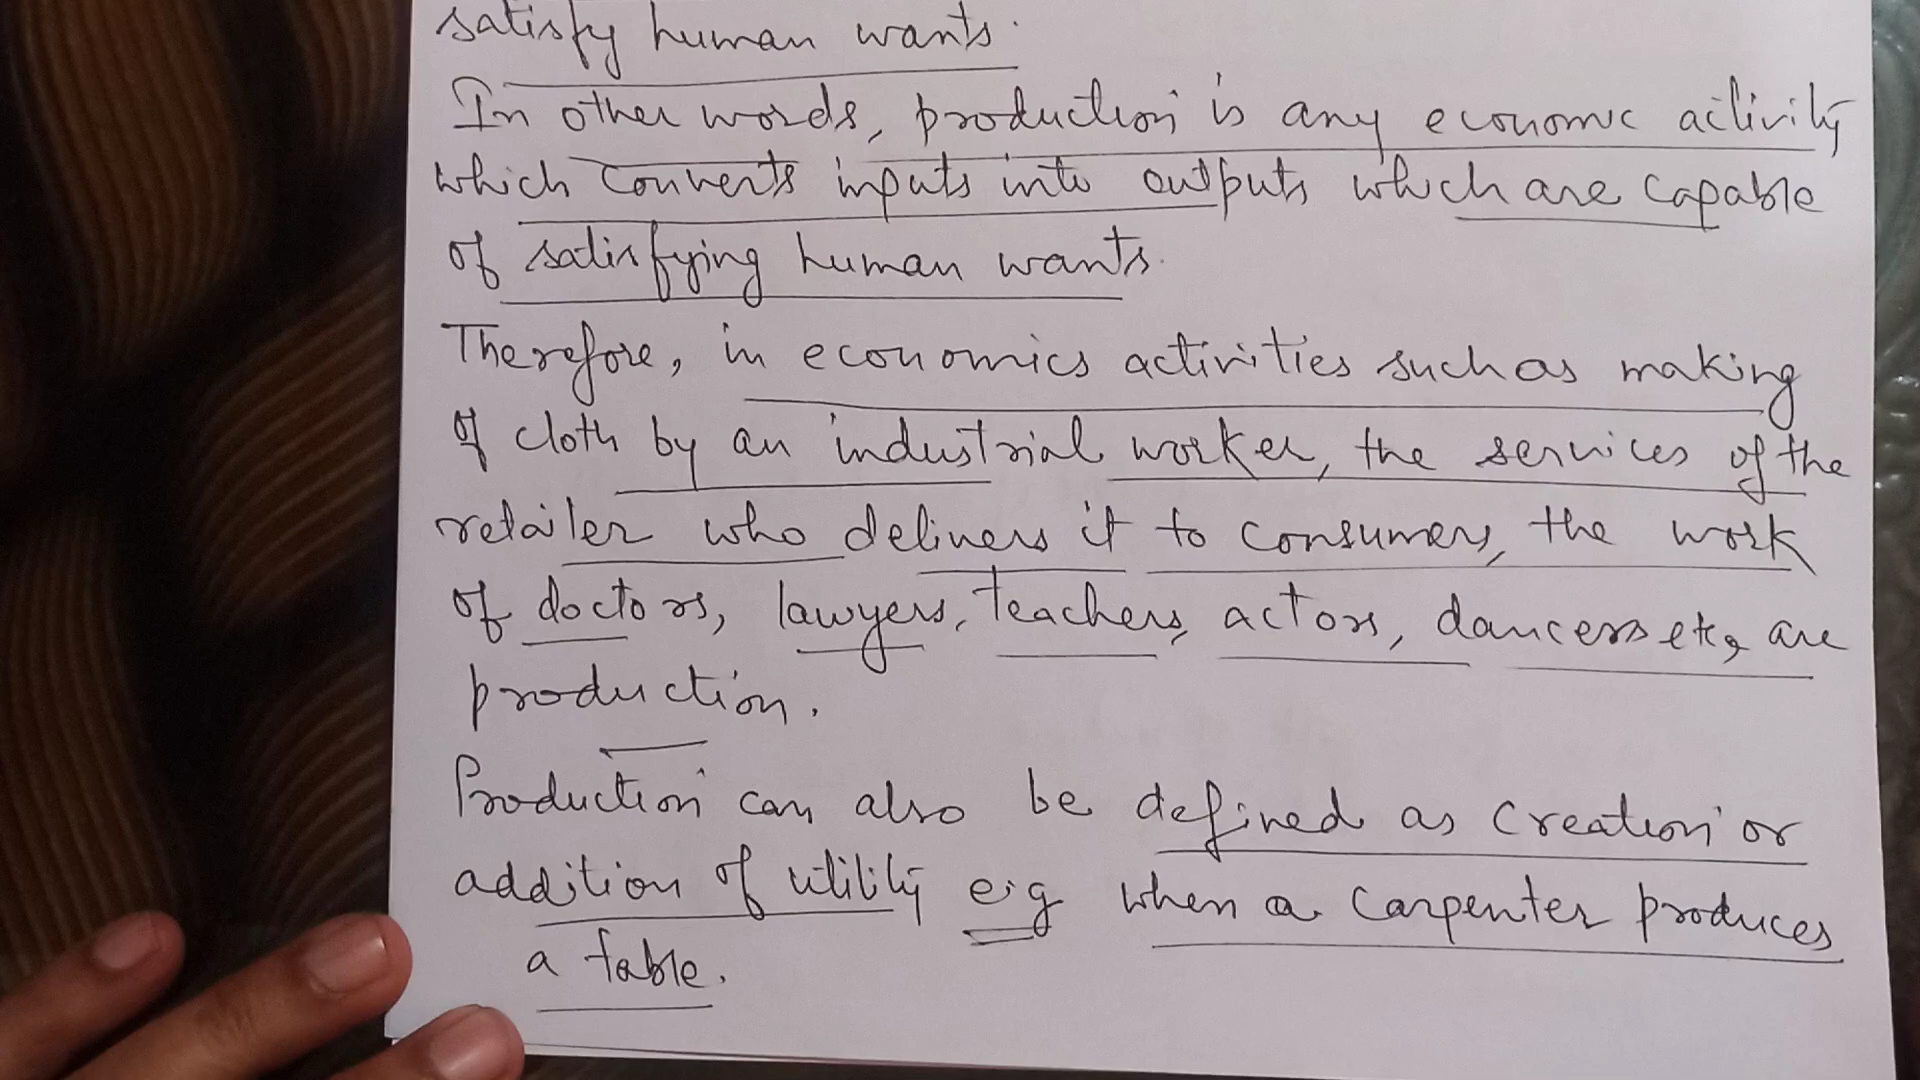 satisfy human wants.
In other words, production is any economic activity
which converts inputs into outputs which are capable
of satisfying human wants.
Therefore, in economics activities such as making
of cloth by an industrial worker, the services of the
retailer who delivers it to consumers, the work
of doctors, lawyers, teachers, actors, dancers etc, are
production.
Production can also be defined as creation or
addition of utility e.g when a carpenter produces
a table.